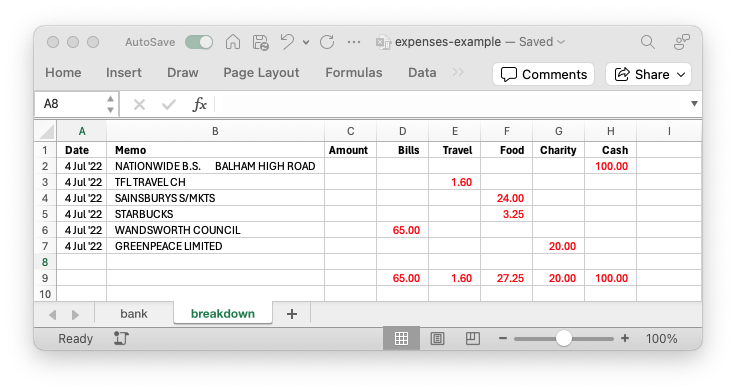 AutoSave expenses-example — Saved
Home Insert Draw Page Layout Formulas Data Comments Share
A8 fx
A B C D E F G H I
1 Date Memo Amount Bills Travel Food Charity Cash
2 4 Jul '22 NATIONWIDE B.S. BALHAM HIGH ROAD 100.00
3 4 Jul '22 TFL TRAVEL CH 1.60
4 4 Jul '22 SAINSBURYS S/MKTS 24.00
5 4 Jul '22 STARBUCKS 3.25
6 4 Jul '22 WANDSWORTH COUNCIL 65.00
7 4 Jul '22 GREENPEACE LIMITED 20.00
8
9 65.00 1.60 27.25 20.00 100.00
10
bank breakdown +
Ready 100%